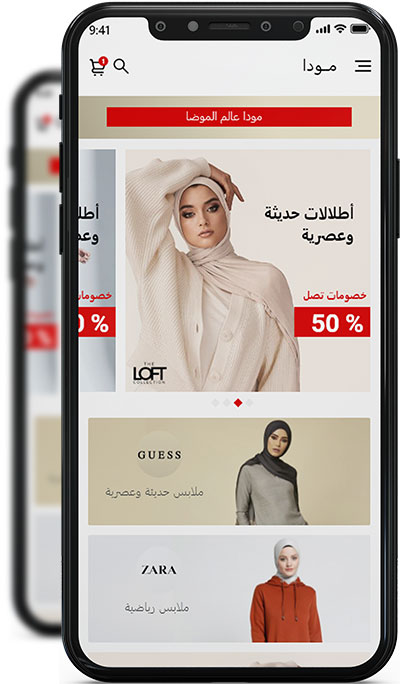 9:41
1
مـودا
مودا عالم الموضا
أطلالات حديثة
وعصرية
خصومات تصل
50 %
THE
LOFT
COLLECTION
أطلا
وعص
خصومات
0 %
GUESS
ملابس حديثة وعصرية
ZARA
ملابس رياضية